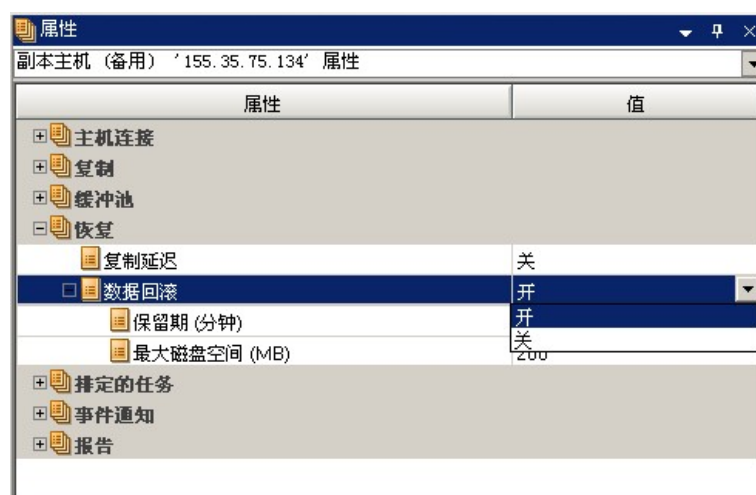 属性
副本主机 (备用) '155.35.75.134' 属性
属性 值
主机连接
复制
缓冲池
恢复
复制延迟 关
数据回滚 开
保留期 (分钟) 开
关
最大磁盘空间 (MB) 200
排定的任务
事件通知
报告